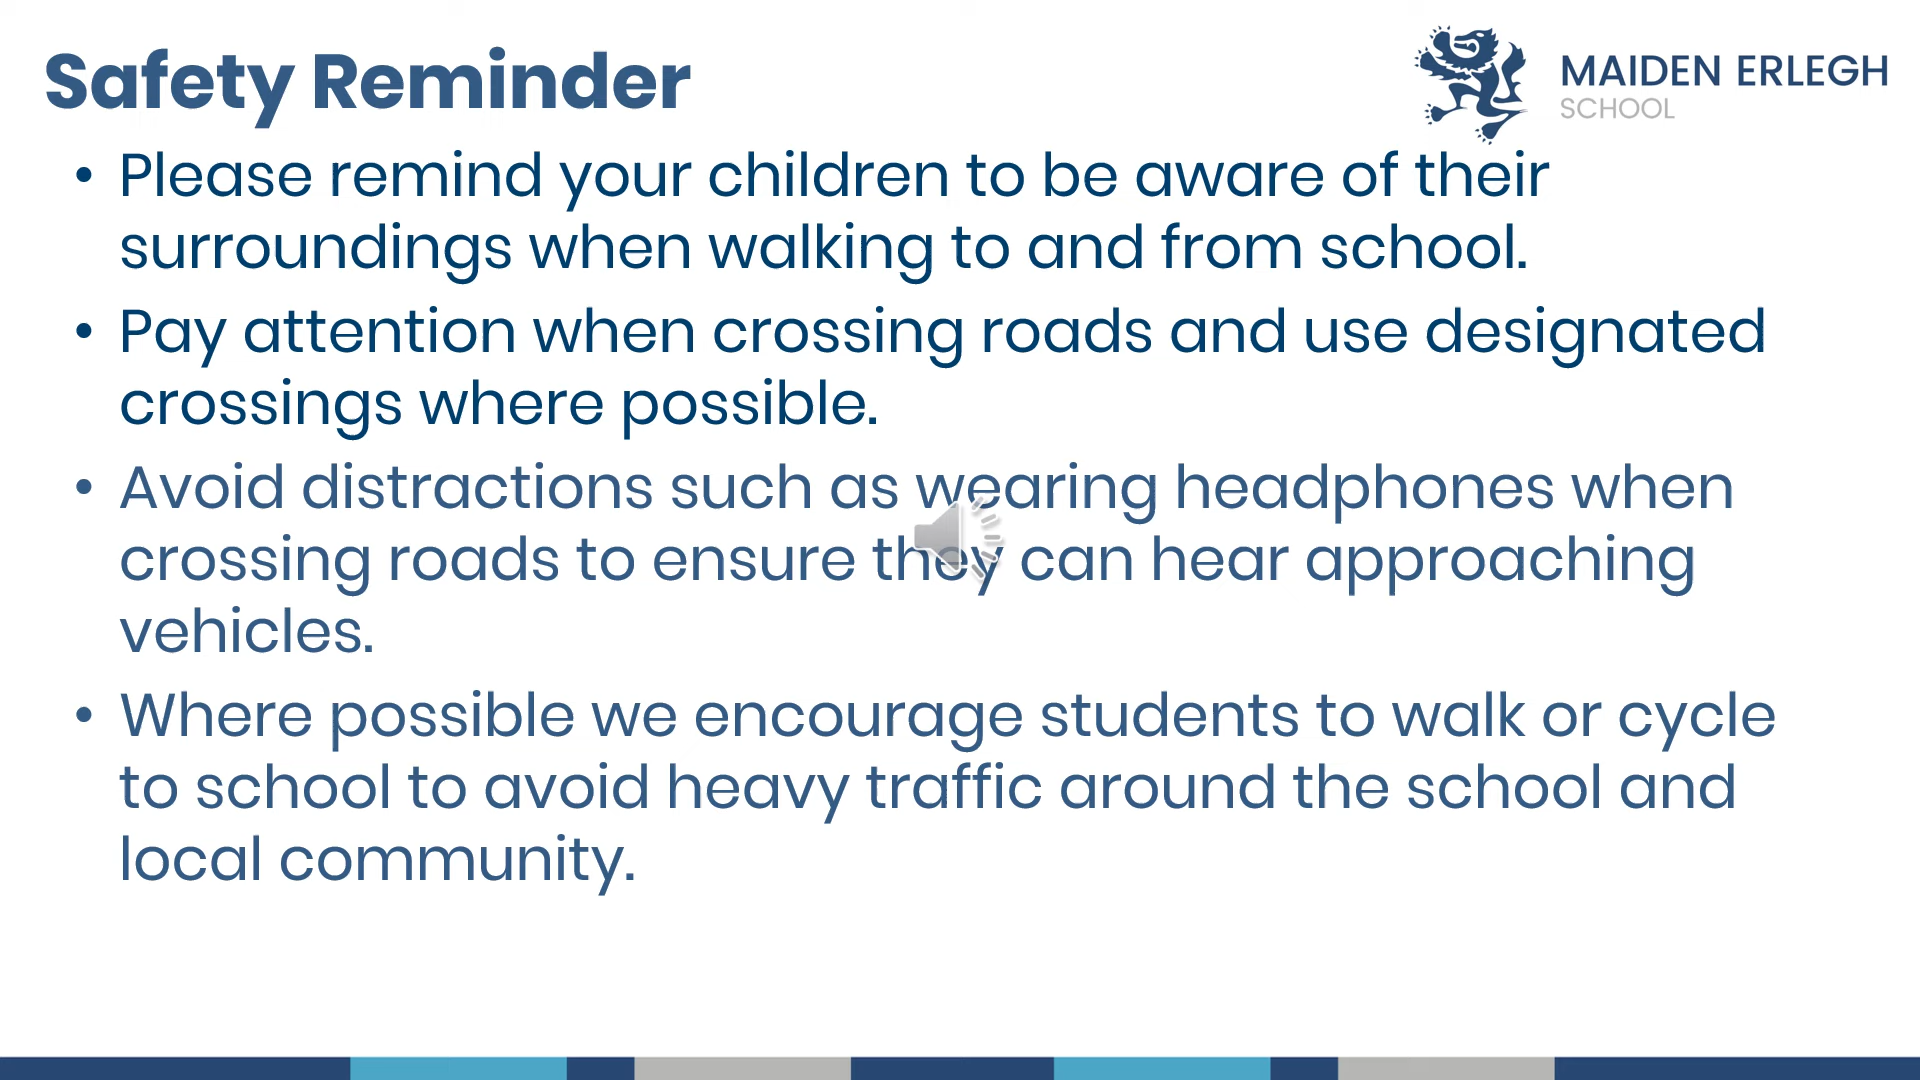 Safety Reminder
MAIDEN ERLEGH
SCHOOL
• Please remind your children to be aware of their
surroundings when walking to and from school.
• Pay attention when crossing roads and use designated
crossings where possible.
• Avoid distractions such as wearing headphones when
crossing roads to ensure they can hear approaching
vehicles.
• Where possible we encourage students to walk or cycle
to school to avoid heavy traffic around the school and
local community.